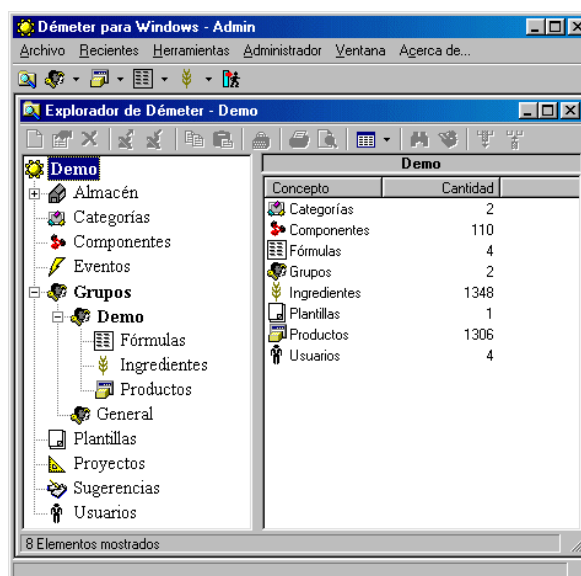 Démeter para Windows - Admin
Archivo Recientes Herramientas Administrador Ventana Acerca de...
Explorador de Démeter - Demo
Demo
Almacén
Categorías
Componentes
Eventos
Grupos
Demo
Fórmulas
Ingredientes
Productos
General
Plantillas
Proyectos
Sugerencias
Usuarios
Demo
Concepto Cantidad
Categorías 2
Componentes 110
Fórmulas 4
Grupos 2
Ingredientes 1348
Plantillas 1
Productos 1306
Usuarios 4
8 Elementos mostrados